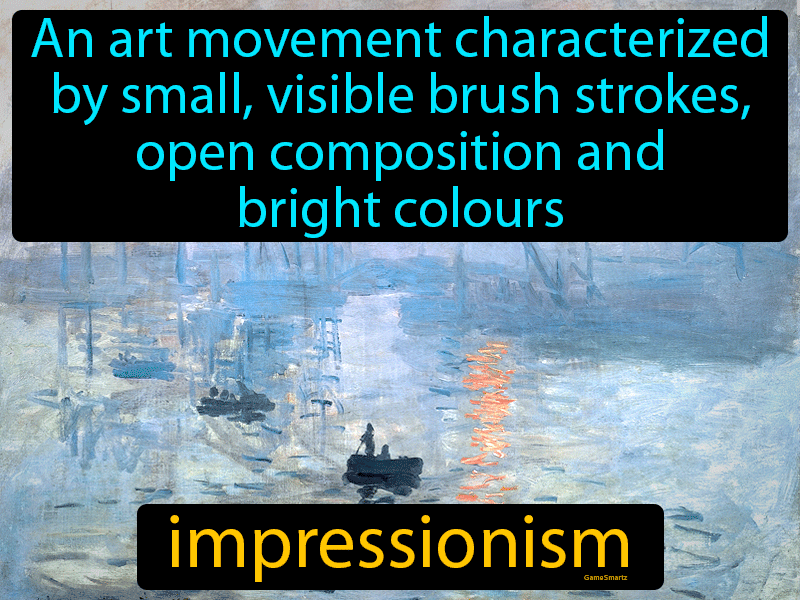 An art movement characterized
by small, visible brush strokes,
open composition and
bright colours
impressionism
GameSmartz